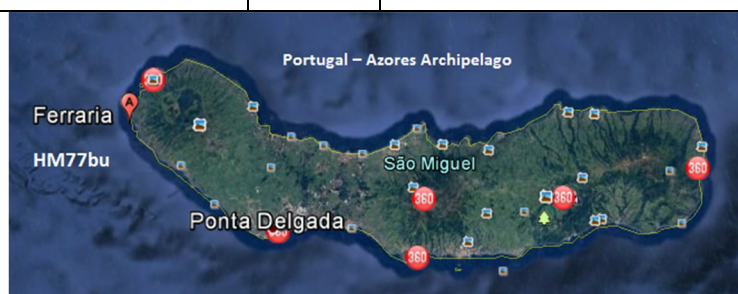 Portugal – Azores Archipelago
A
Ferraria
HM77bu
São Miguel
360
360
360
Ponta Delgada
360